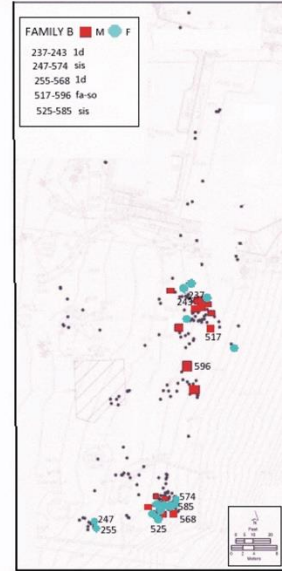 FAMILY B M F
237-243 1d
247-574 sis
255-568 1d
517-596 fa-so
525-585 sis
237
243
517
596
574
585
568
525
247
255
Feet
Meters